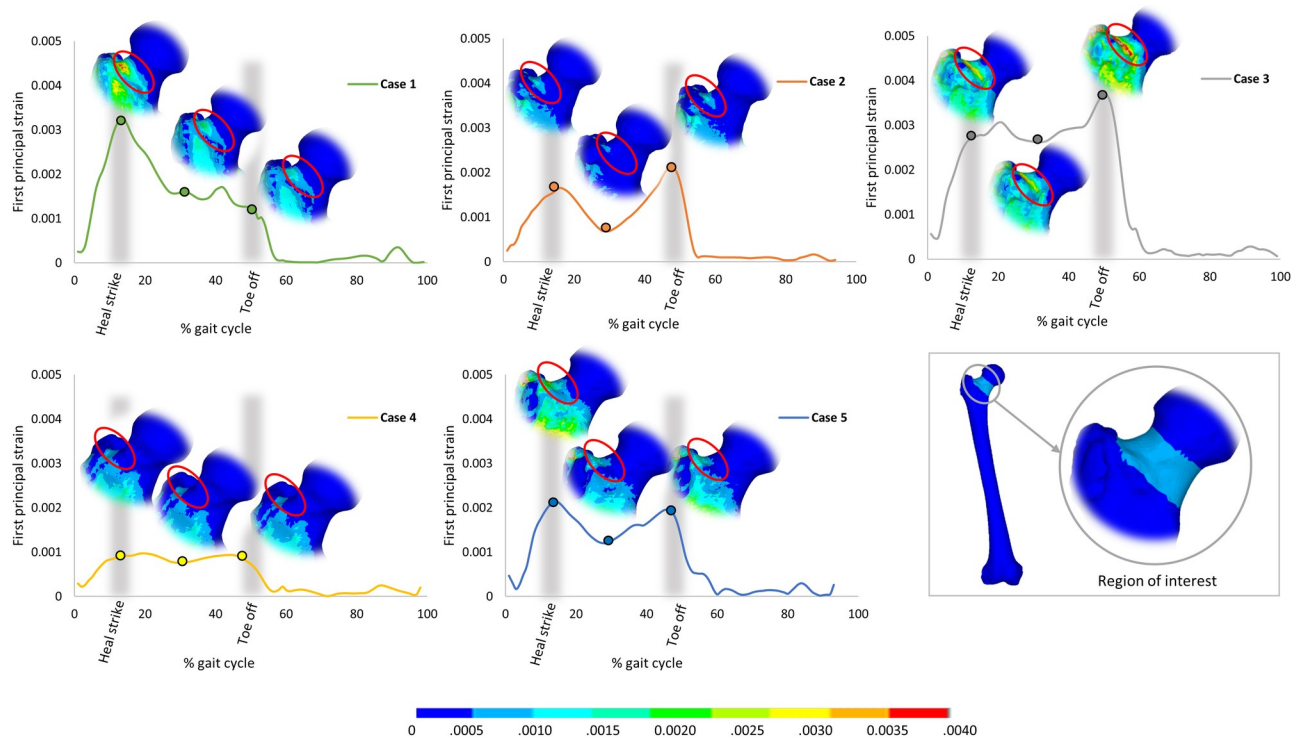 0.005
0.004
0.003
0.002
0.001
0
First principal strain
Case 1
0 20 40 60 80 100
Heal strike
Toe off
% gait cycle
0.005
0.004
0.003
0.002
0.001
0
First principal strain
Case 2
0 20 40 60 80 100
Heal strike
Toe off
% gait cycle
0.005
0.004
0.003
0.002
0.001
0
First principal strain
Case 3
0 20 40 60 80 100
Heal strike
Toe off
% gait cycle
0.005
0.004
0.003
0.002
0.001
0
First principal strain
Case 4
0 20 40 60 80 100
Heal strike
Toe off
% gait cycle
0.005
0.004
0.003
0.002
0.001
0
First principal strain
Case 5
0 20 40 60 80 100
Heal strike
Toe off
% gait cycle
Region of interest
0 .0005 .0010 .0015 .0020 .0025 .0030 .0035 .0040